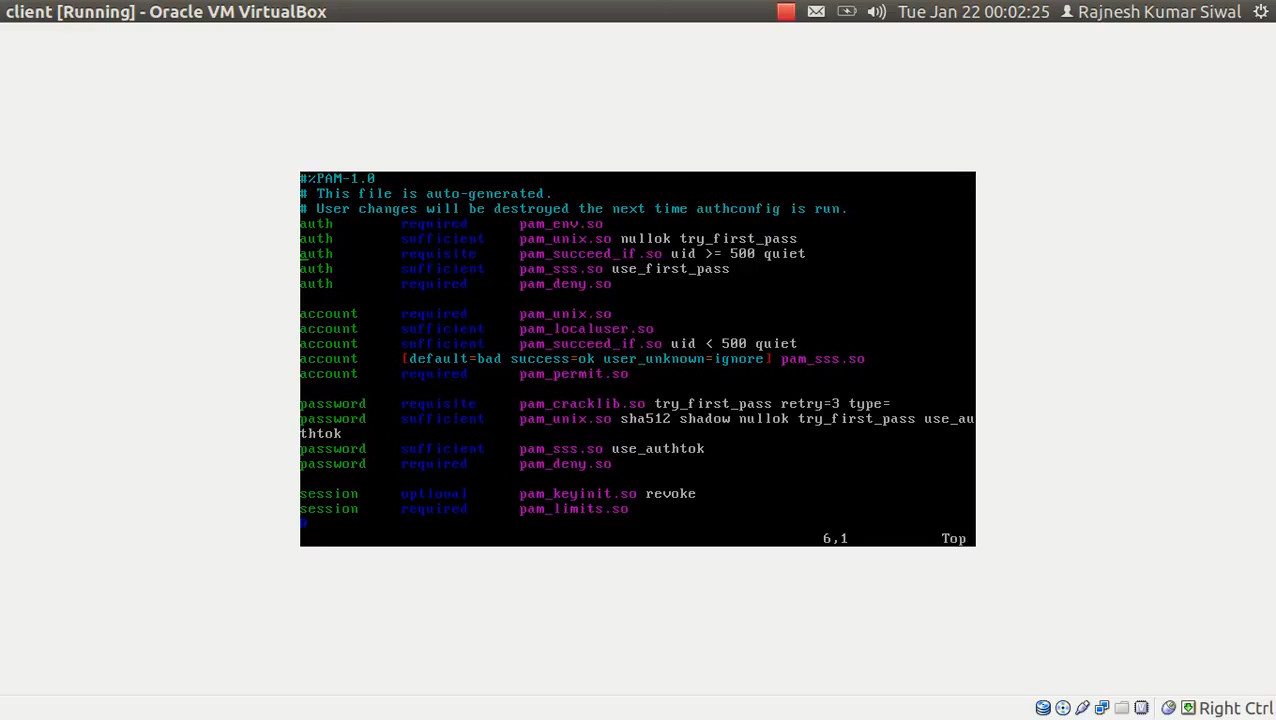 client [Running] - Oracle VM VirtualBox
Tue Jan 22 00:02:25 Rajnesh Kumar Siwal
#%PAM-1.0
# This file is auto-generated.
# User changes will be destroyed the next time authconfig is run.
auth required pam_env.so
auth sufficient pam_unix.so nullok try_first_pass
auth requisite pam_succeed_if.so uid >= 500 quiet
auth sufficient pam_sss.so use_first_pass
auth required pam_deny.so
account required pam_unix.so
account sufficient pam_localuser.so
account sufficient pam_succeed_if.so uid < 500 quiet
account [default=bad success=ok user_unknown=ignore] pam_sss.so
account required pam_permit.so
password requisite pam_cracklib.so try_first_pass retry=3 type=
password sufficient pam_unix.so sha512 shadow nullok try_first_pass use_au
thtok
password sufficient pam_sss.so use_authtok
password required pam_deny.so
session optional pam_keyinit.so revoke
session required pam_limits.so
@
6,1 Top
Right Ctrl